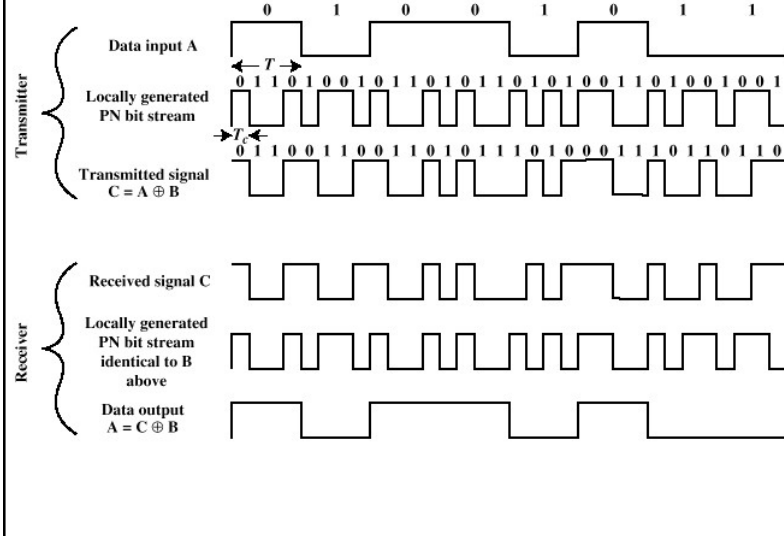 0 1 0 0 1 0 1 1
Data input A
T
0 1 1 0 1 0 0 1 0 1 1 0 1 0 1 1 0 1 0 1 0 0 1 1 0 1 0 0 1 0 0 1
Locally generated
PN bit stream
Tc
0 1 1 0 0 1 1 0 0 1 1 0 1 0 1 1 1 0 1 0 0 0 1 1 1 0 1 1 0 1 1 0
Transmitted signal
C = A ⊕ B
Transmitter
Received signal C
Locally generated
PN bit stream
identical to B
above
Data output
A = C ⊕ B
Receiver